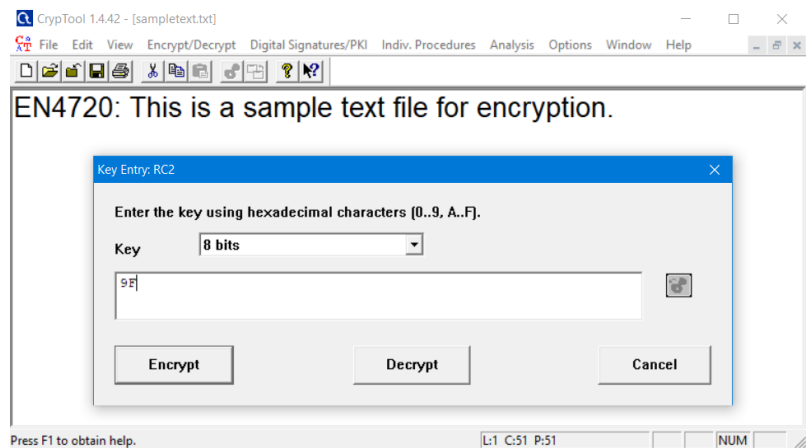 CrypTool 1.4.42 - [sampletext.txt]
File Edit View Encrypt/Decrypt Digital Signatures/PKI Indiv. Procedures Analysis Options Window Help
EN4720: This is a sample text file for encryption.
Key Entry: RC2
Enter the key using hexadecimal characters (0..9, A..F).
Key 8 bits
9F
Encrypt Decrypt Cancel
Press F1 to obtain help. L:1 C:51 P:51 NUM